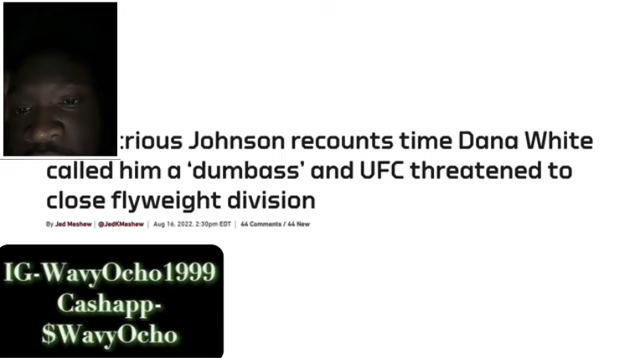 trious Johnson recounts time Dana White
called him a ‘dumbass’ and UFC threatened to
close flyweight division
By Jed Meshew | @JedKMeshew | Aug 16, 2022, 2:30pm EDT | 44 Comments / 44 New
IG-WavyOcho1999
Cashapp-
$WavyOcho